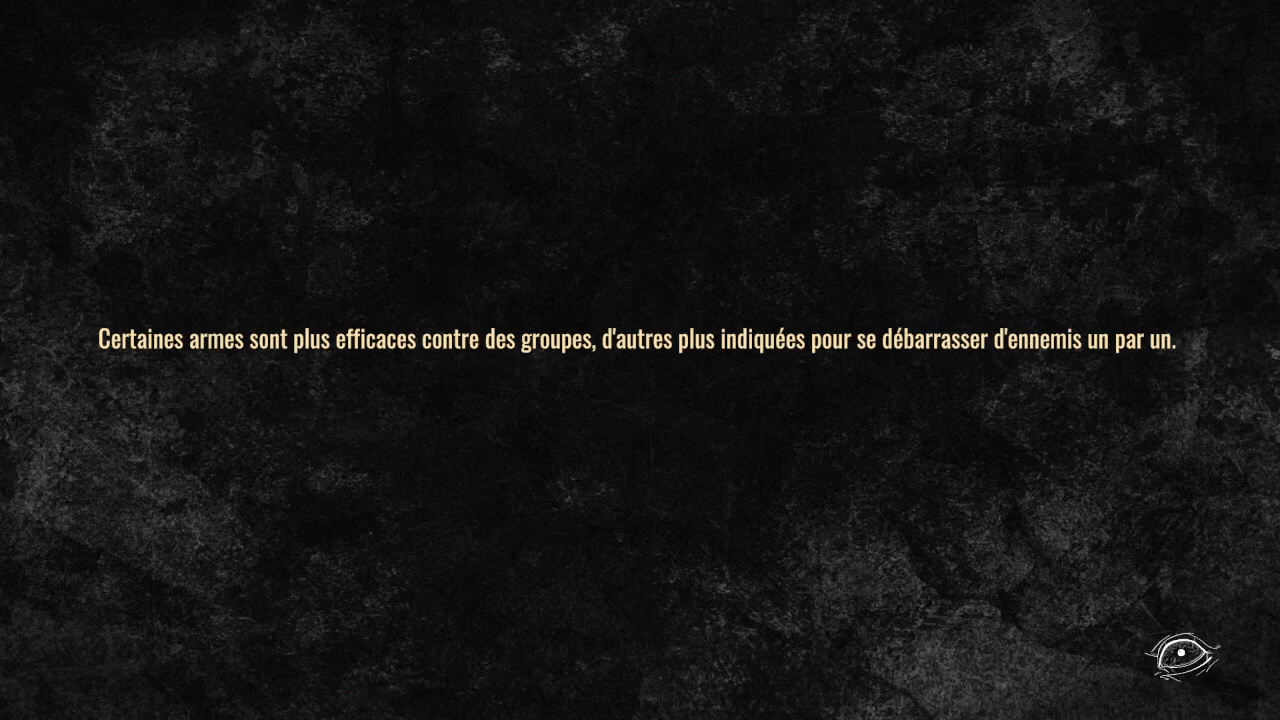 Certaines armes sont plus efficaces contre des groupes, d'autres plus indiquées pour se débarrasser d'ennemis un par un.